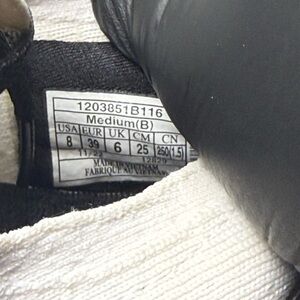 1203851B116
Medium(B)
USA EUR UK CM CN
8 39 6 25 250(1.5)
MADE IN VIETNAM
FABRIQUE AU VIETNAM